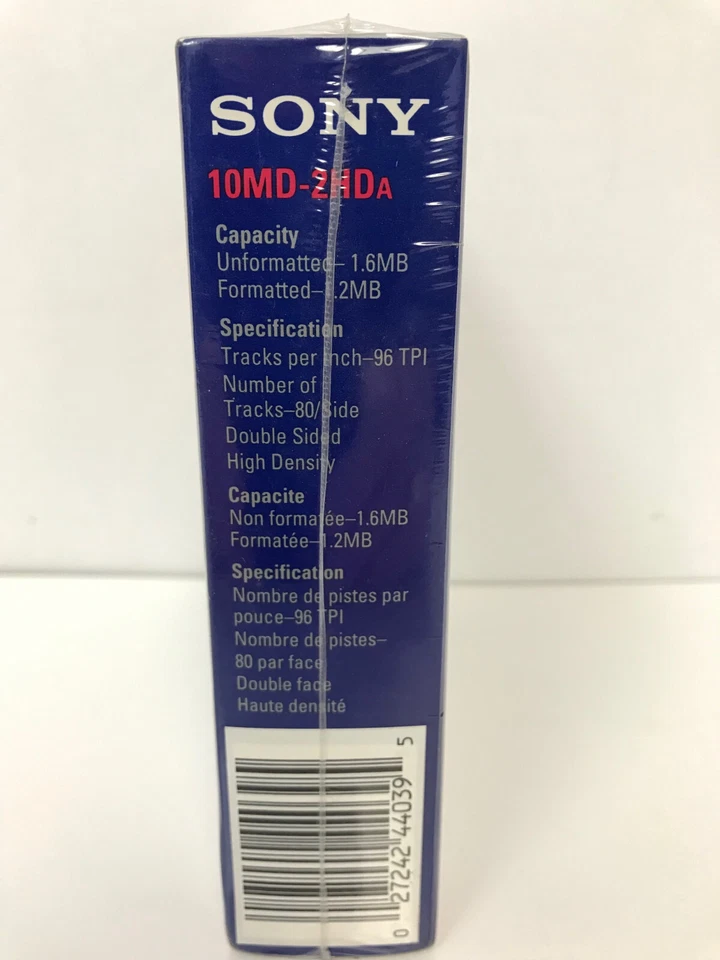 SONY
10MD-2HDA
Capacity
Unformatted–1.6MB
Formatted–1.2MB
Specification
Tracks per inch–96 TPI
Number of
Tracks–80/Side
Double Sided
High Density
Capacite
Non formatée–1.6MB
Formatée–1.2MB
Specification
Nombre de pistes par
pouce–96 TPI
Nombre de pistes–
80 par face
Double face
Haute densité
0 27242 44039 5